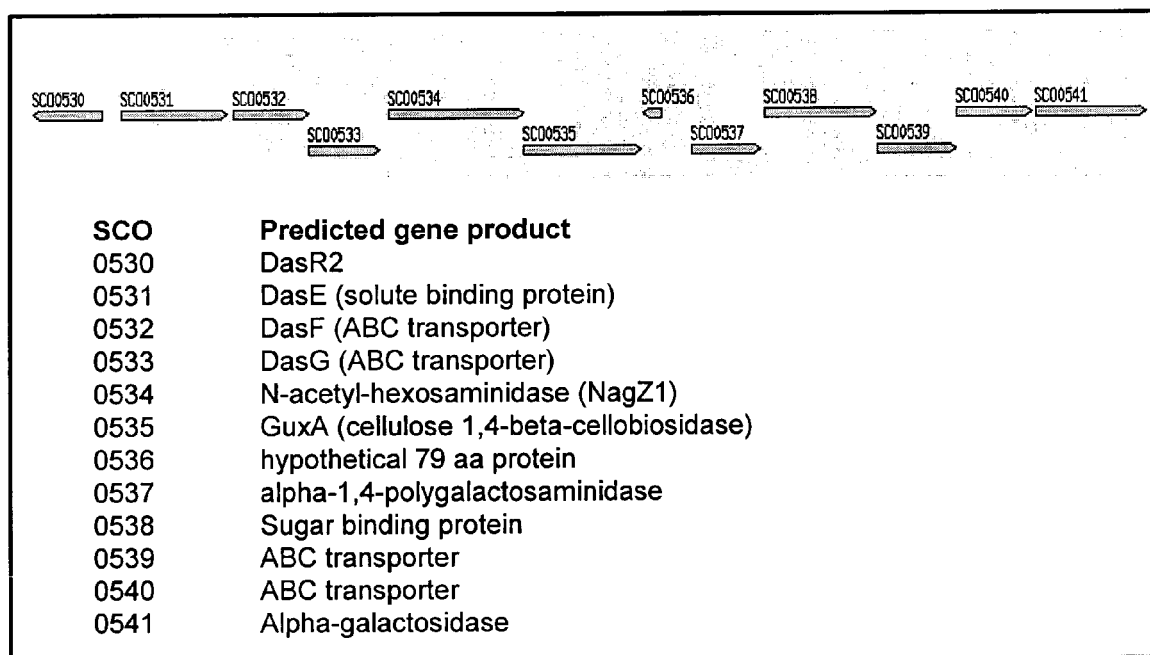 SCO0530 SCO0531 SCO0532 SCO0534 SCO0536 SCO0538 SCO0540 SCO0541
SCO0533 SCO0535 SCO0537 SCO0539
SCO Predicted gene product
0530 DasR2
0531 DasE (solute binding protein)
0532 DasF (ABC transporter)
0533 DasG (ABC transporter)
0534 N-acetyl-hexosaminidase (NagZ1)
0535 GuxA (cellulose 1,4-beta-cellobiosidase)
0536 hypothetical 79 aa protein
0537 alpha-1,4-polygalactosaminidase
0538 Sugar binding protein
0539 ABC transporter
0540 ABC transporter
0541 Alpha-galactosidase